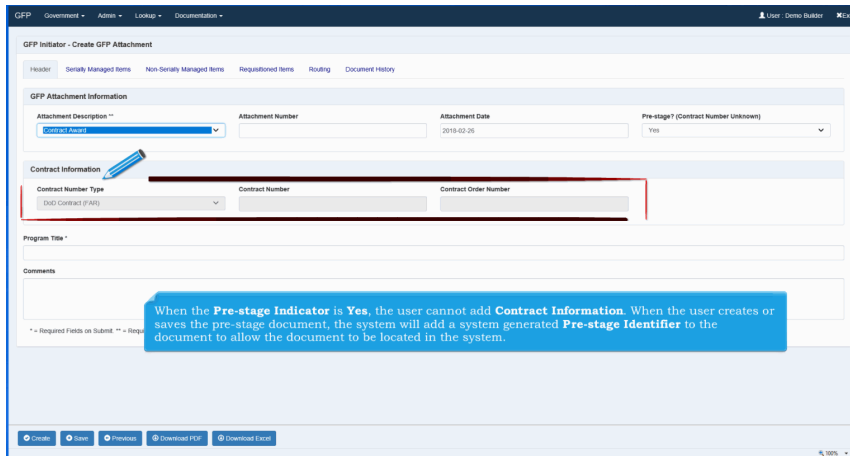 GFP Government Admin Lookup Documentation User : Demo Builder
GFP Initiator - Create GFP Attachment
Header Serially Managed Items Non-Serially Managed Items Requisitioned Items Routing Document History
GFP Attachment Information
Attachment Description ** Attachment Number Attachment Date Pre-stage? (Contract Number Unknown)
Contract Award 2018-02-26 Yes
Contract Information
Contract Number Type Contract Number Contract Order Number
DoD Contract (FAR)
Program Title *
Comments
When the Pre-stage Indicator is Yes, the user cannot add Contract Information. When the user creates or
saves the pre-stage document, the system will add a system generated Pre-stage Identifier to the
document to allow the document to be located in the system.
* = Required Fields on Submit. ** =
Create Save Previous Download PDF Download Excel
100%